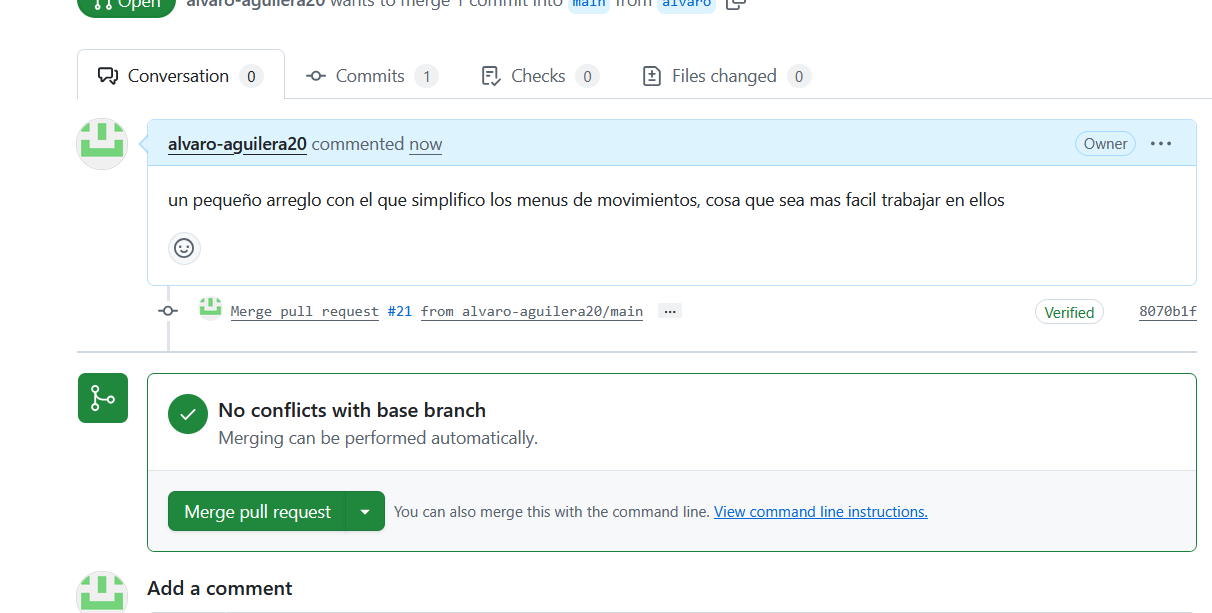 Open alvaro-aguilera20 wants to merge 1 commit into main from alvaro
Conversation 0 Commits 1 Checks 0 Files changed 0
alvaro-aguilera20 commented now Owner
un pequeño arreglo con el que simplifico los menus de movimientos, cosa que sea mas facil trabajar en ellos
Merge pull request #21 from alvaro-aguilera20/main ... Verified 8070b1f
No conflicts with base branch
Merging can be performed automatically.
Merge pull request You can also merge this with the command line. View command line instructions.
Add a comment